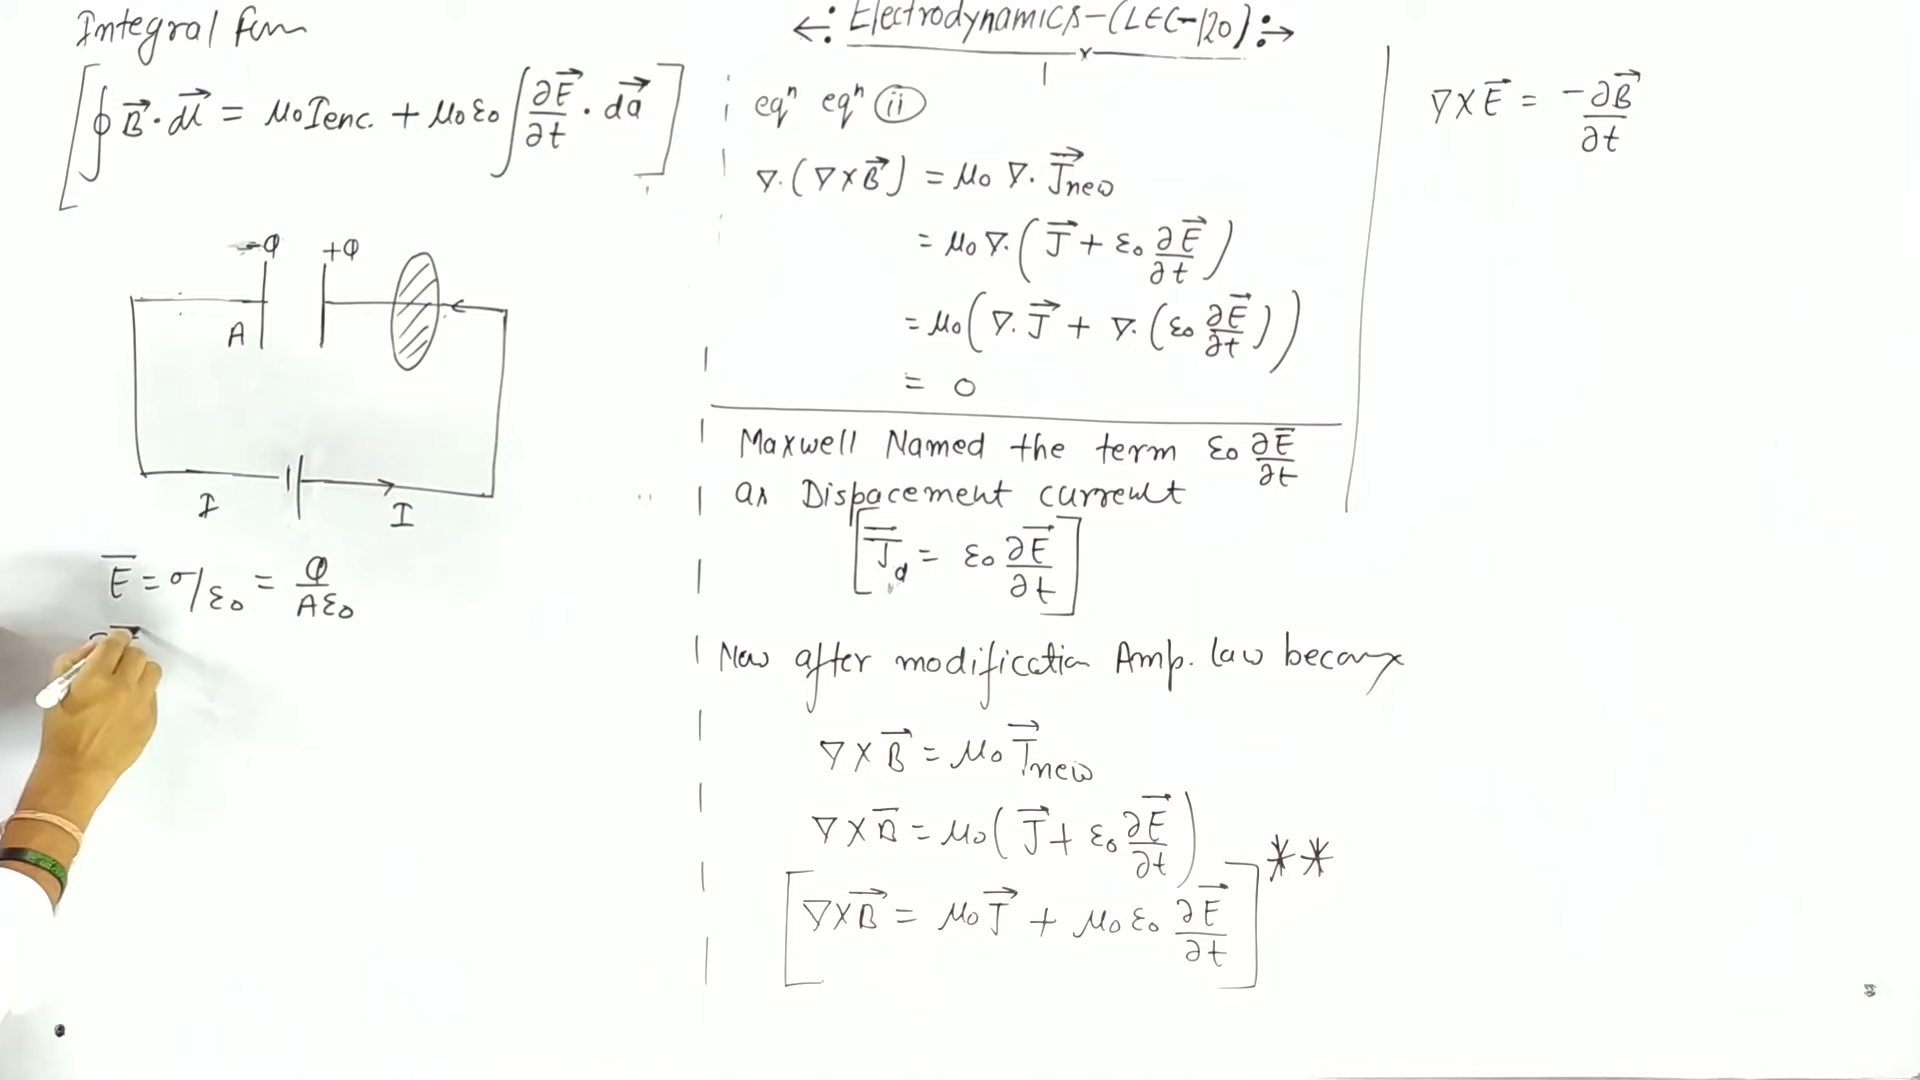 Integral fum
[∮B⃗·dl⃗ = μ₀Ienc. + μ₀ε₀∫∂E⃗/∂t · da⃗]
-Q +Q
A
I I
E̅ = σ/ε₀ = Q/Aε₀
←: Electrodynamics-(LEC-120) :→
eqⁿ eqⁿ (ii)
∇·(∇×B⃗) = μ₀ ∇·J⃗new
= μ₀ ∇·(J⃗ + ε₀ ∂E⃗/∂t)
= μ₀(∇·J⃗ + ∇·(ε₀ ∂E⃗/∂t))
= 0
Maxwell Named the term ε₀ ∂E̅/∂t
as Dispacement current
[J⃗d = ε₀ ∂E⃗/∂t]
Now after modification Amp. law becomes
∇×B⃗ = μ₀ J⃗new
∇×B̅ = μ₀(J⃗ + ε₀ ∂E⃗/∂t)
[∇×B⃗ = μ₀J⃗ + μ₀ε₀ ∂E⃗/∂t] **
∇×E⃗ = -∂B⃗/∂t